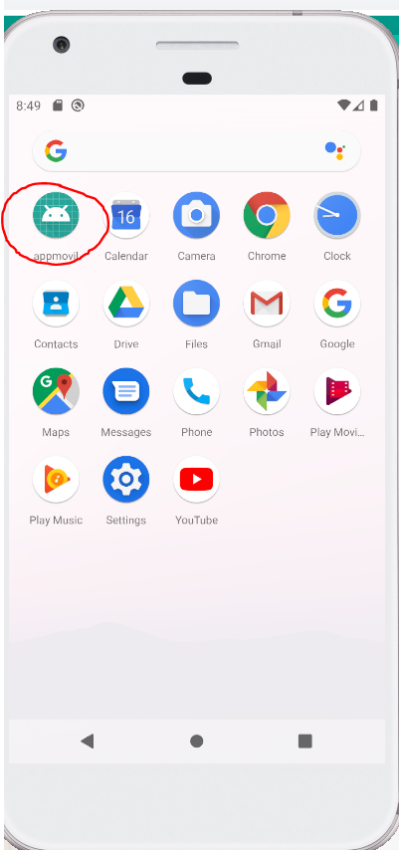 8:49
appmovil
16
Calendar
Camera
Chrome
Clock
Contacts
Drive
Files
Gmail
Google
Maps
Messages
Phone
Photos
Play Movi...
Play Music
Settings
YouTube